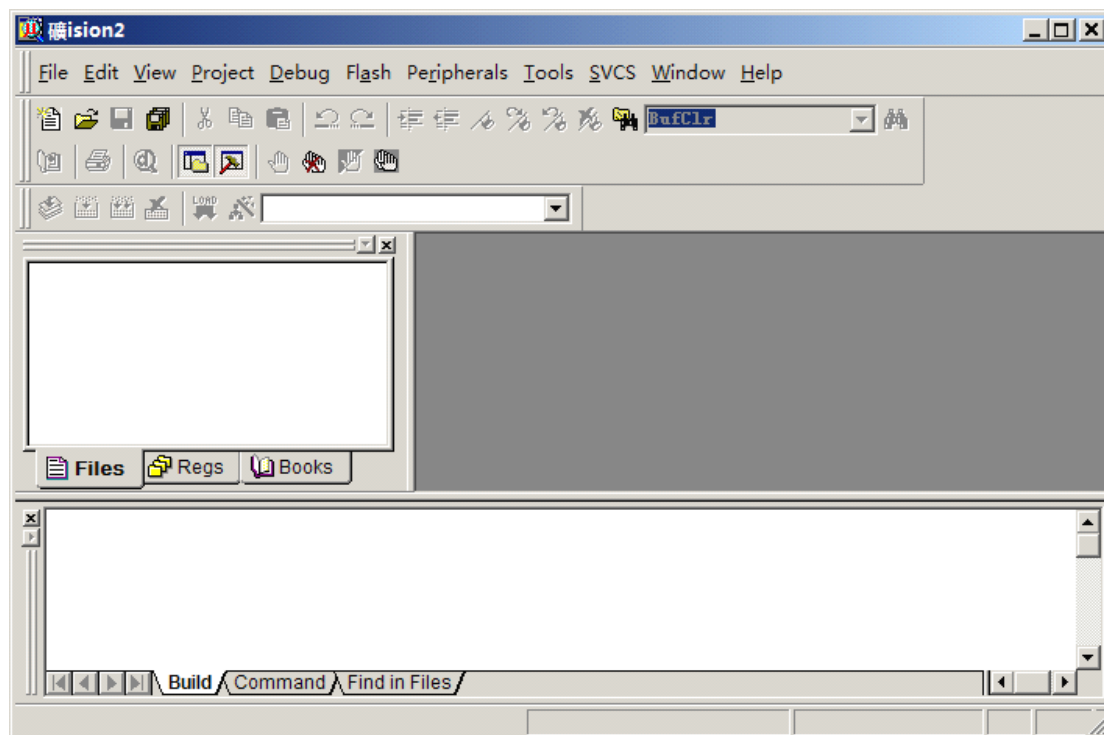 礦ision2
File Edit View Project Debug Flash Peripherals Tools SVCS Window Help
BufClr
LOAD
Files Regs Books
Build Command Find in Files